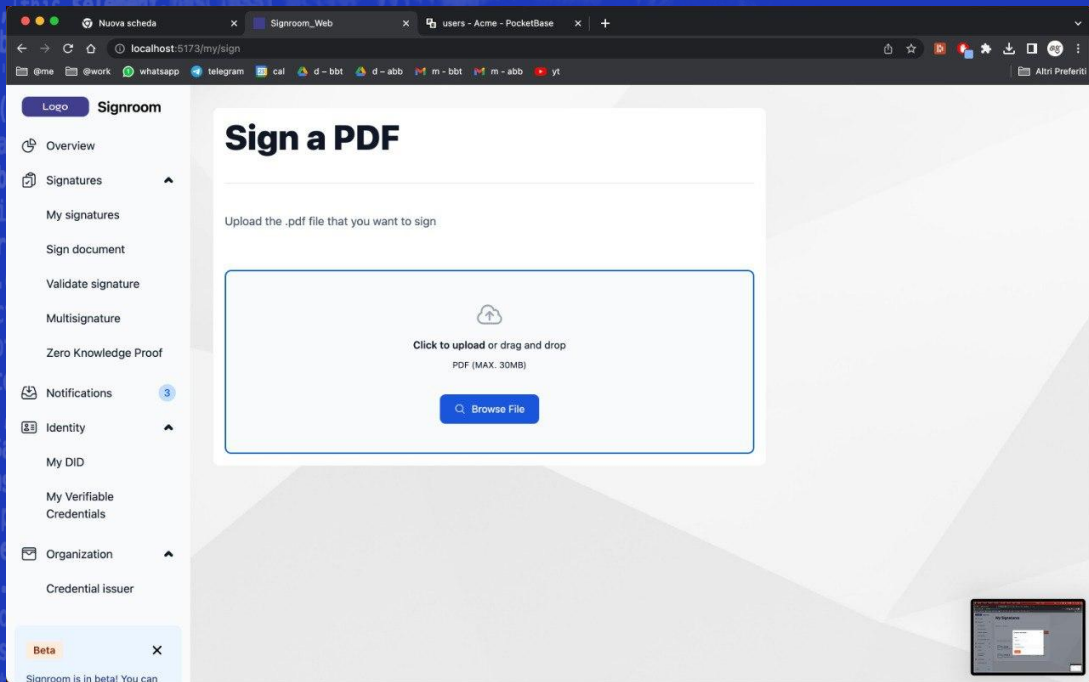 Nuova scheda
Signroom_Web
users - Acme - PocketBase
localhost:5173/my/sign
@me
@work
whatsapp
telegram
cal
d – bbt
d – abb
m - bbt
m - abb
yt
Altri Preferiti
Logo
Signroom
Overview
Signatures
My signatures
Sign document
Validate signature
Multisignature
Zero Knowledge Proof
Notifications
3
Identity
My DID
My Verifiable
Credentials
Organization
Credential issuer
Beta
Signroom is in beta! You can
Sign a PDF
Upload the .pdf file that you want to sign
Click to upload or drag and drop
PDF (MAX. 30MB)
Browse File